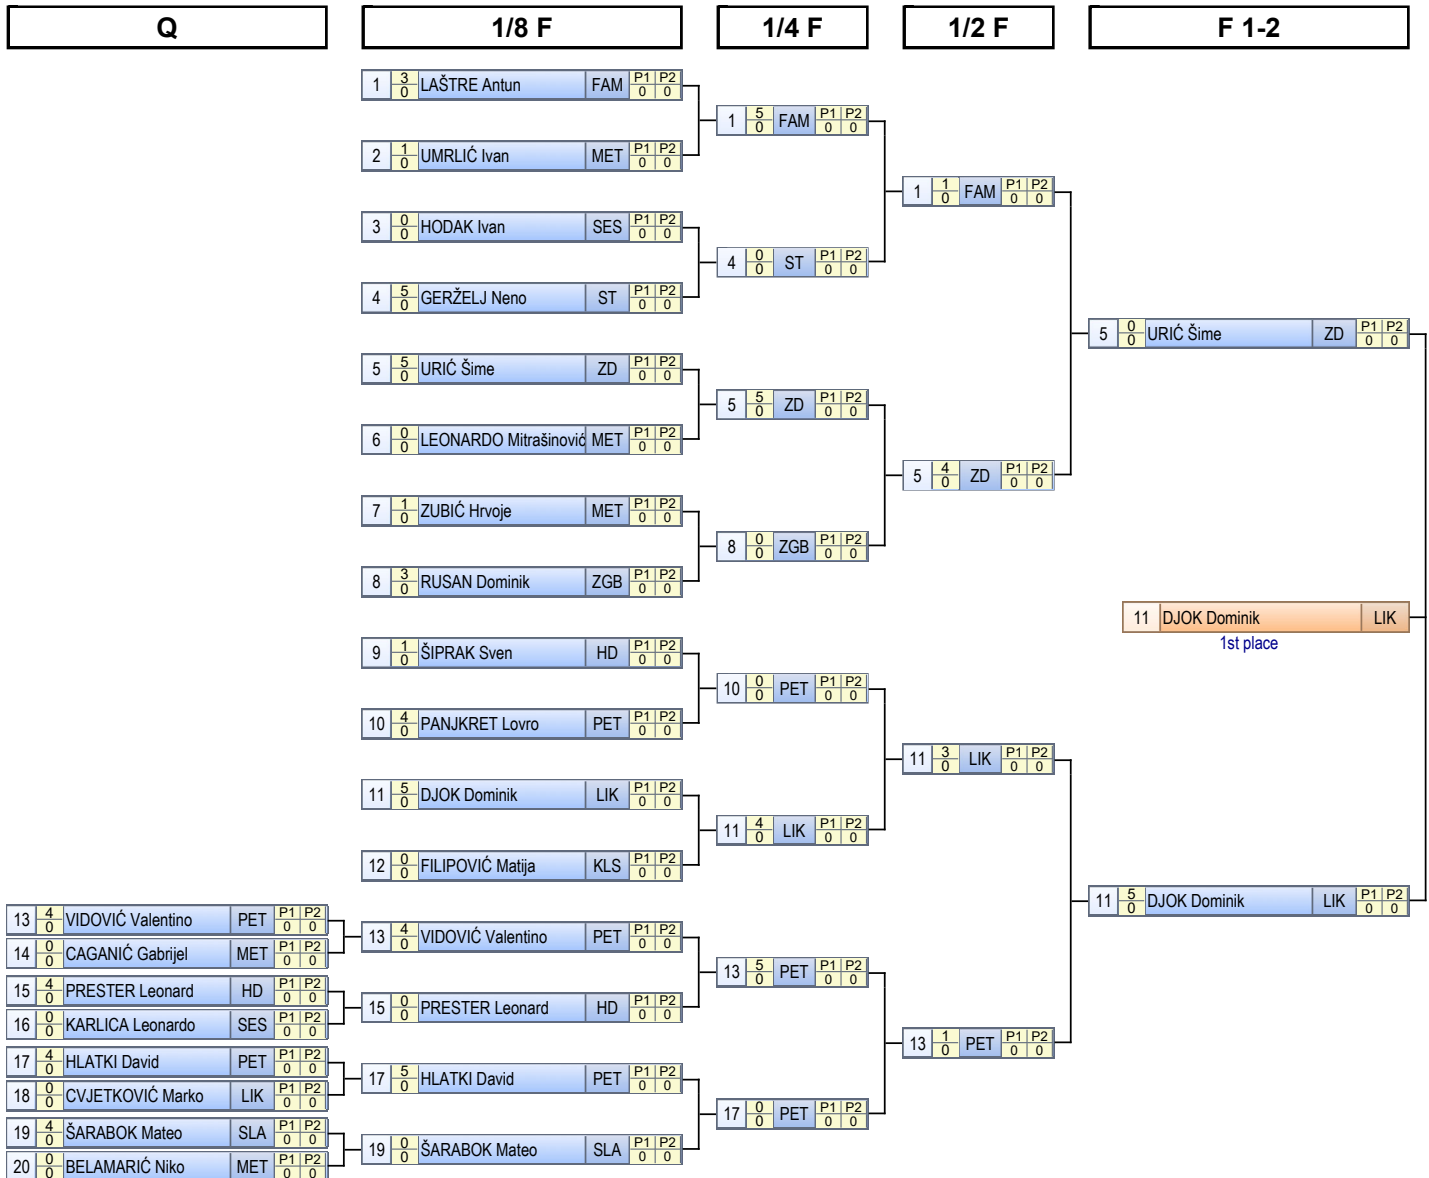 Q 1/8 F 1/4 F 1/2 F F 1-2
1 3 0 LAŠTRE Antun FAM P1 P2 0 0
1 5 0 FAM P1 P2 0 0
2 1 0 UMRLIĆ Ivan MET P1 P2 0 0
1 1 0 FAM P1 P2 0 0
3 0 0 HODAK Ivan SES P1 P2 0 0
4 0 0 ST P1 P2 0 0
4 5 0 GERŽELJ Neno ST P1 P2 0 0
5 0 0 URIĆ Šime ZD P1 P2 0 0
5 5 0 URIĆ Šime ZD P1 P2 0 0
5 5 0 ZD P1 P2 0 0
6 0 0 LEONARDO Mitrašinović MET P1 P2 0 0
5 4 0 ZD P1 P2 0 0
7 1 0 ZUBIĆ Hrvoje MET P1 P2 0 0
8 0 0 ZGB P1 P2 0 0
8 3 0 RUSAN Dominik ZGB P1 P2 0 0
11 DJOK Dominik LIK
1st place
9 1 0 ŠIPRAK Sven HD P1 P2 0 0
10 0 0 PET P1 P2 0 0
10 4 0 PANJKRET Lovro PET P1 P2 0 0
11 3 0 LIK P1 P2 0 0
11 5 0 DJOK Dominik LIK P1 P2 0 0
11 4 0 LIK P1 P2 0 0
12 0 0 FILIPOVIĆ Matija KLS P1 P2 0 0
11 5 0 DJOK Dominik LIK P1 P2 0 0
13 4 0 VIDOVIĆ Valentino PET P1 P2 0 0
13 4 0 VIDOVIĆ Valentino PET P1 P2 0 0
14 0 0 CAGANIĆ Gabrijel MET P1 P2 0 0
13 5 0 PET P1 P2 0 0
15 4 0 PRESTER Leonard HD P1 P2 0 0
15 0 0 PRESTER Leonard HD P1 P2 0 0
16 0 0 KARLICA Leonardo SES P1 P2 0 0
13 1 0 PET P1 P2 0 0
17 4 0 HLATKI David PET P1 P2 0 0
17 5 0 HLATKI David PET P1 P2 0 0
18 0 0 CVJETKOVIĆ Marko LIK P1 P2 0 0
17 0 0 PET P1 P2 0 0
19 4 0 ŠARABOK Mateo SLA P1 P2 0 0
19 0 0 ŠARABOK Mateo SLA P1 P2 0 0
20 0 0 BELAMARIĆ Niko MET P1 P2 0 0